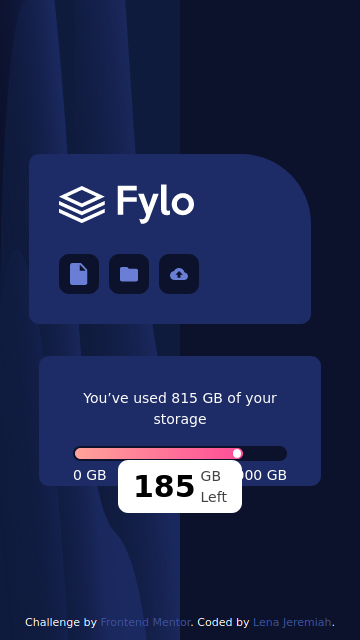 Fylo
You’ve used 815 GB of your
storage
0 GB
00 GB
185 GB
Left
Challenge by Frontend Mentor. Coded by Lena Jeremiah.